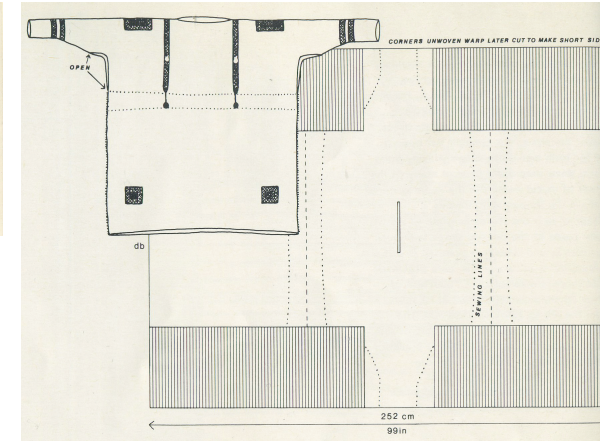 CORNERS UNWOVEN WARP LATER CUT TO MAKE SHORT SID
OPEN
db
SEWING LINES
252 cm
99in